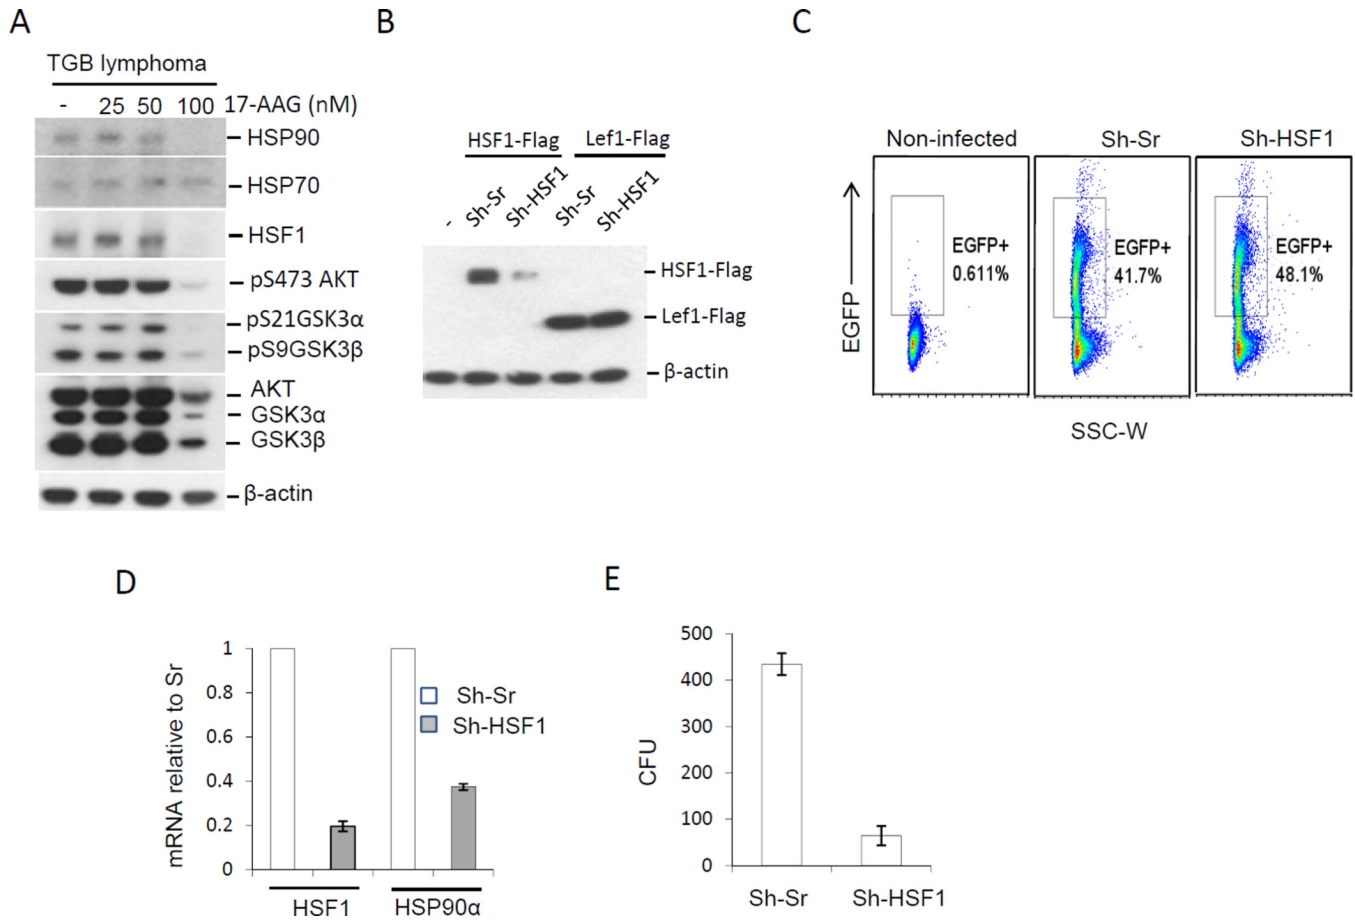 A
TGB lymphoma
- 25 50 100 17-AAG (nM)
HSP90
HSP70
HSF1
pS473 AKT
pS21GSK3α
pS9GSK3β
AKT
GSK3α
GSK3β
β-actin
B
HSF1-Flag Lef1-Flag
- Sh-Sr Sh-HSF1 Sh-Sr Sh-HSF1
HSF1-Flag
Lef1-Flag
β-actin
C
Non-infected Sh-Sr Sh-HSF1
EGFP
EGFP+ EGFP+ EGFP+
0.611% 41.7% 48.1%
SSC-W
D
mRNA relative to Sr
1
0.8
0.6
0.4
0.2
0
Sh-Sr
Sh-HSF1
HSF1 HSP90α
E
CFU
500
400
300
200
100
0
Sh-Sr Sh-HSF1